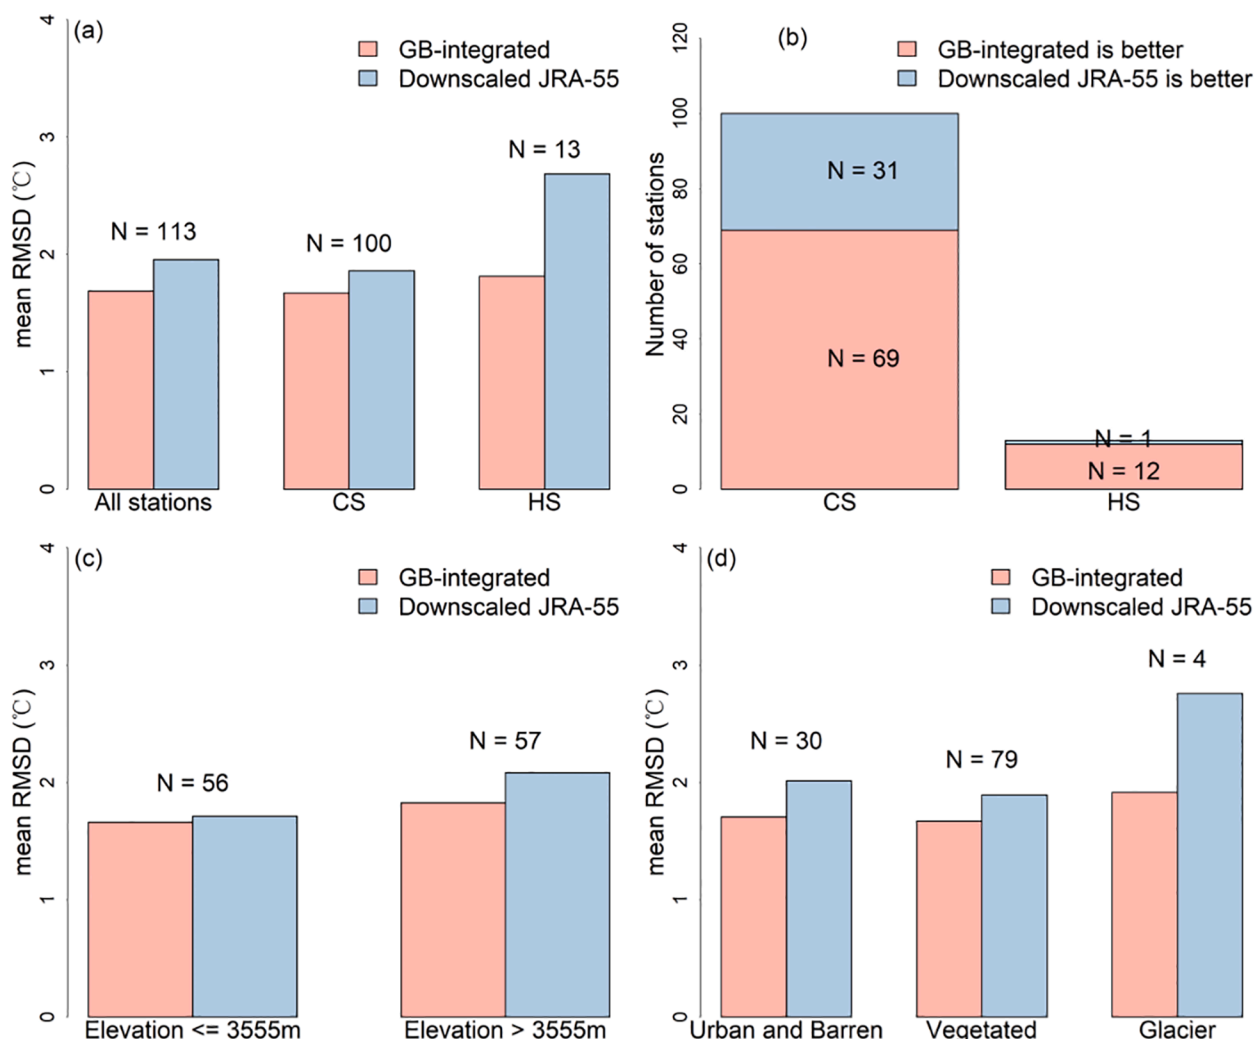 (a)
GB-integrated
Downscaled JRA-55
mean RMSD (℃)
0 1 2 3 4
N = 113
N = 100
N = 13
All stations CS HS
(b)
GB-integrated is better
Downscaled JRA-55 is better
Number of stations
0 20 40 60 80 100 120
N = 31
N = 69
N = 1
N = 12
CS HS
(c)
GB-integrated
Downscaled JRA-55
mean RMSD (℃)
0 1 2 3 4
N = 56
N = 57
Elevation <= 3555m Elevation > 3555m
(d)
GB-integrated
Downscaled JRA-55
mean RMSD (℃)
0 1 2 3 4
N = 30
N = 79
N = 4
Urban and Barren Vegetated Glacier